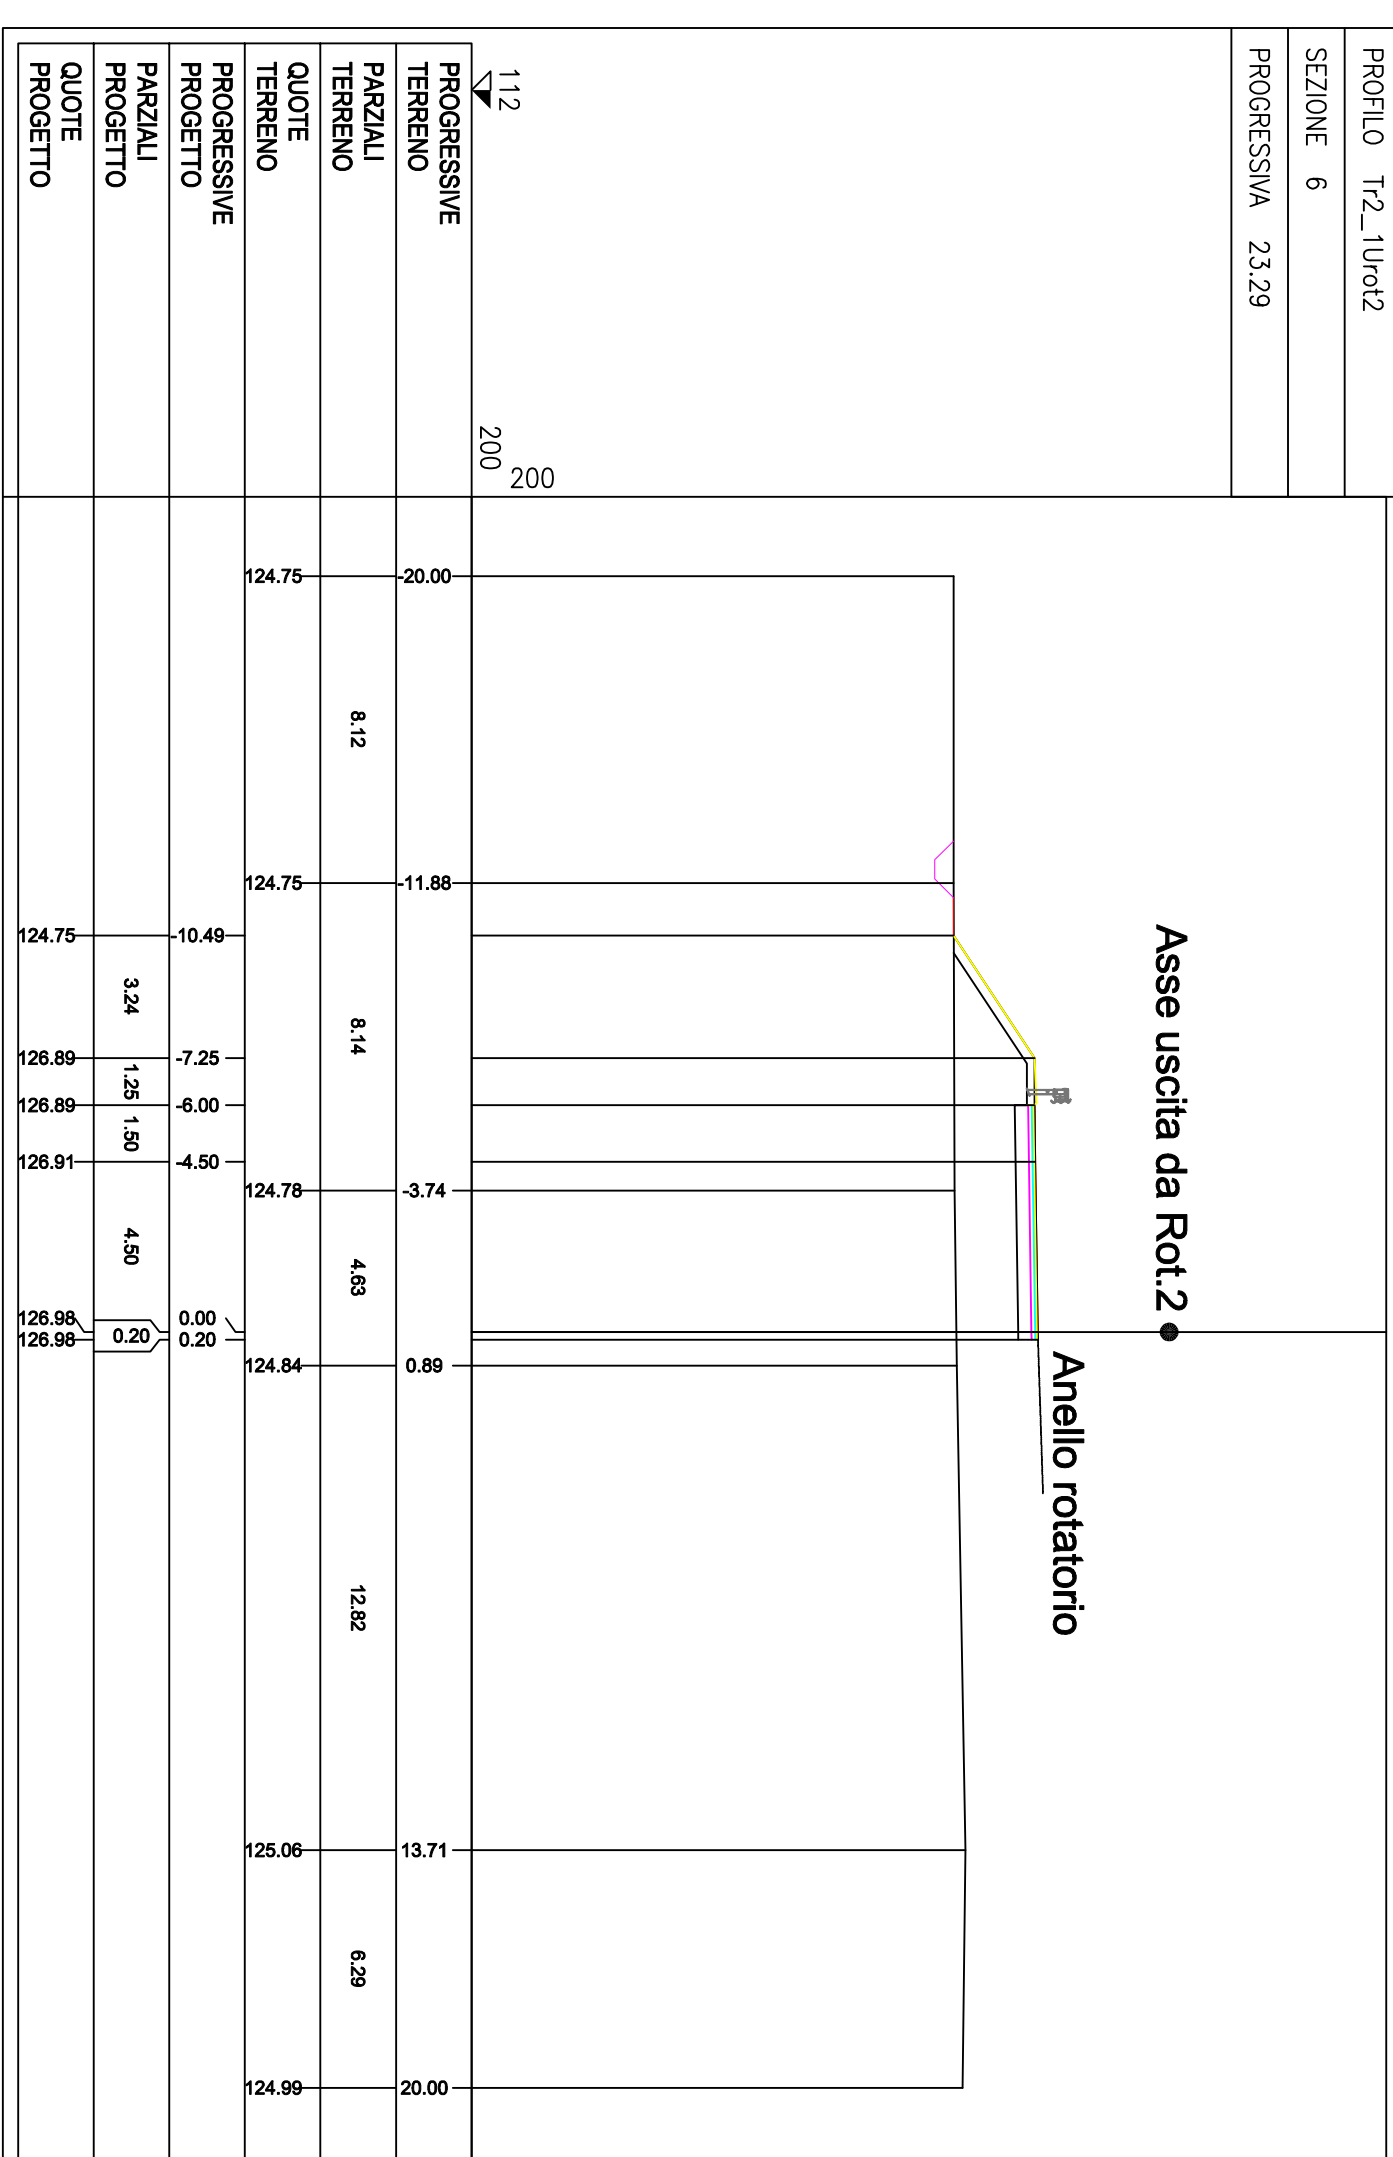 PROFILO Tr2_1Urot2
SEZIONE 6
PROGRESSIVA 23.29
Asse uscita da Rot.2
Anello rotatorio
112
200
200
PROGRESSIVE
TERRENO
-20.00 -11.88 -3.74 0.89 13.71 20.00
PARZIALI
TERRENO
8.12 8.14 4.63 12.82 6.29
QUOTE
TERRENO
124.75 124.75 124.78 124.84 125.06 124.99
PROGRESSIVE
PROGETTO
-10.49 -7.25 -6.00 -4.50 0.00 0.20
PARZIALI
PROGETTO
3.24 1.25 1.50 4.50 0.20
QUOTE
PROGETTO
124.75 126.89 126.89 126.91 126.98 126.98